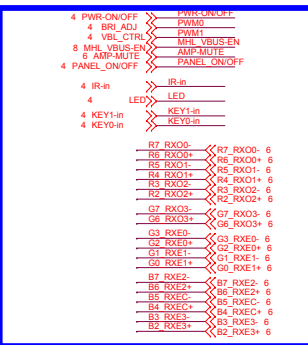 4 PWR-ON/OFF PWR-ON/OFF
4 BRI_ADJ PWM0
4 VBL_CTRL PWM1
8 MHL_VBUS-EN MHL_VBUS-EN
6 AMP-MUTE AMP-MUTE
4 PANEL_ON/OFF PANEL_ON/OFF
4 IR-in IR-in
4 LED LED
4 KEY1-in KEY1-in
4 KEY0-in KEY0-in
R7_RXO0- R7_RXO0- 6
R6_RXO0+ R6_RXO0+ 6
R5_RXO1- R5_RXO1- 6
R4_RXO1+ R4_RXO1+ 6
R3_RXO2- R3_RXO2- 6
R2_RXO2+ R2_RXO2+ 6
G7_RXO3- G7_RXO3- 6
G6_RXO3+ G6_RXO3+ 6
G3_RXE0- G3_RXE0- 6
G2_RXE0+ G2_RXE0+ 6
G1_RXE1- G1_RXE1- 6
G0_RXE1+ G0_RXE1+ 6
B7_RXE2- B7_RXE2- 6
B6_RXE2+ B6_RXE2+ 6
B5_RXEC- B5_RXEC- 6
B4_RXEC+ B4_RXEC+ 6
B3_RXE3- B3_RXE3- 6
B2_RXE3+ B2_RXE3+ 6